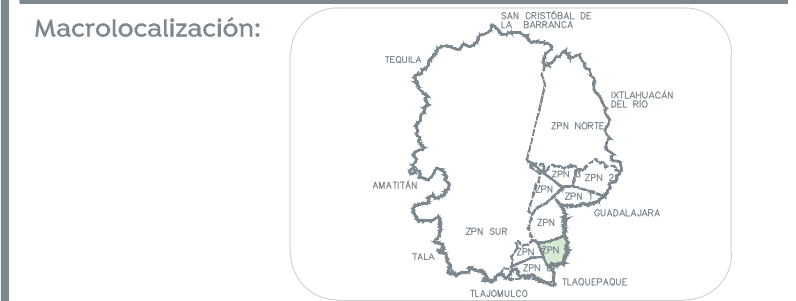 Macrolocalización:
SAN CRISTÓBAL DE
LA BARRANCA
TEQUILA
IXTLAHUACÁN
DEL RÍO
ZPN NORTE
ZPN
ZPN 2
AMATITÁN
ZPN
ZPN 1
GUADALAJARA
ZPN
ZPN SUR
ZPN
ZPN
TALA
ZPN
TLAQUEPAQUE
TLAJOMULCO